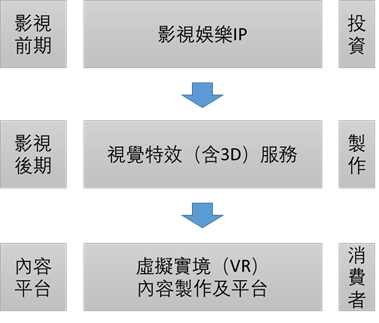 影視
前期
影視娛樂IP
投
資
影視
後期
視覺特效（含3D）服務
製
作
內容
平台
虛擬實境（VR）
內容製作及平台
消
費
者